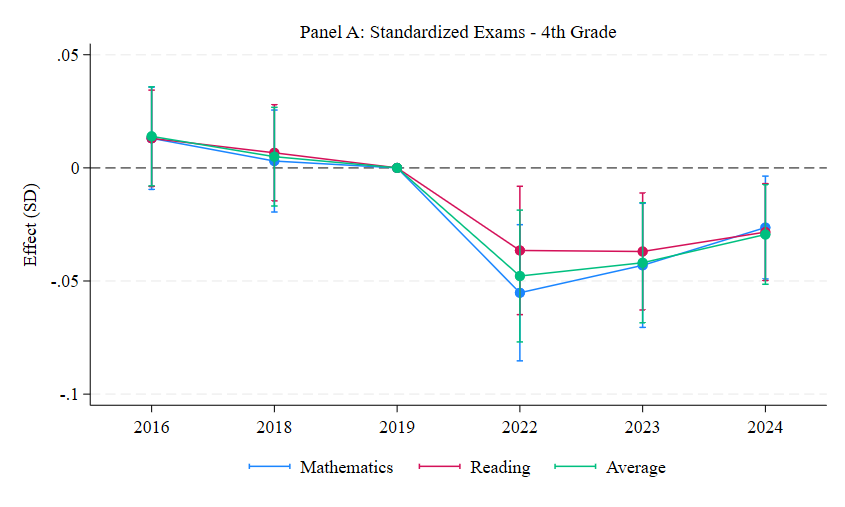 Panel A: Standardized Exams - 4th Grade
Effect (SD)
.05
0
-.05
-.1
2016 2018 2019 2022 2023 2024
Mathematics Reading Average